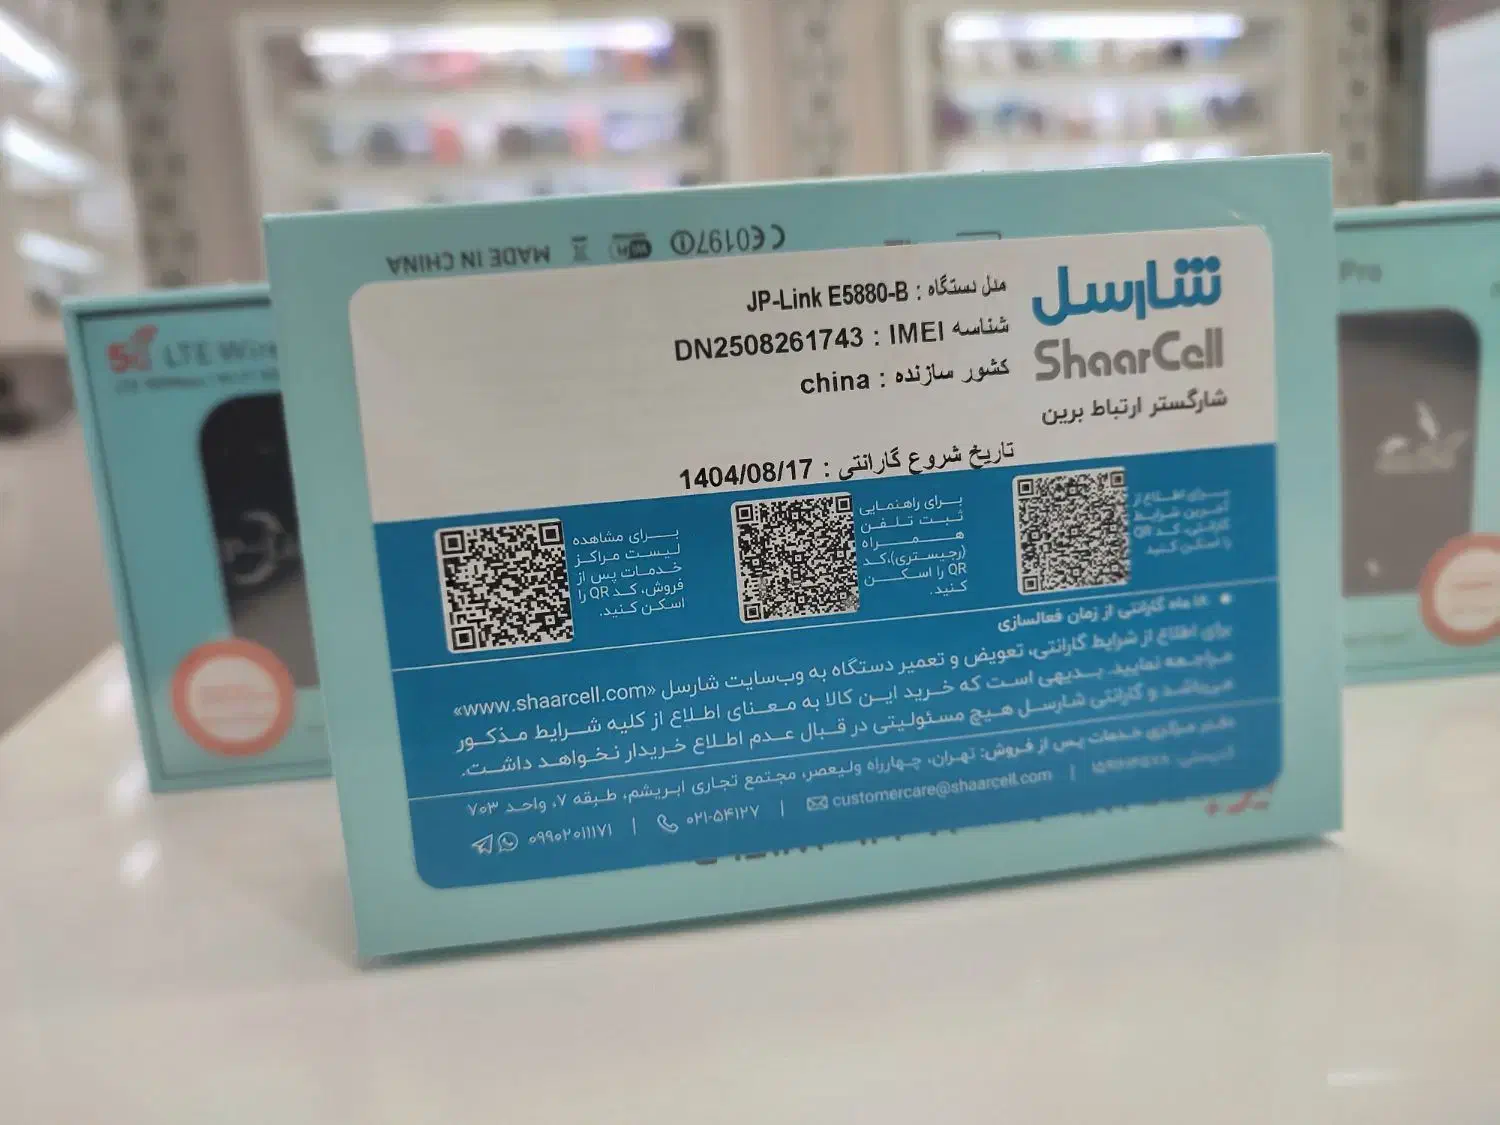 MADE IN CHINA
CE0197
شارسل
ShaarCell
شارگستر ارتباط برین
مدل دستگاه : JP-Link E5880-B
شناسه IMEI : DN2508261743
کشور سازنده : china
تاریخ شروع گارانتی : 1404/08/17
برای اطلاع از
آخرین شرایط
گارانتی، کد QR
را اسکن کنید
برای راهنمایی
ثبت تلفن
همراه
(رجیستری)،کد
QR را اسکن
کنید.
برای مشاهده
لیست مراکز
خدمات پس از
فروش، کد QR را
اسکن کنید.
ماه گارانتی از زمان فعالسازی
برای اطلاع از شرایط گارانتی، تعویض و تعمیر دستگاه به وب‌سایت شارسل «www.shaarcell.com»
مراجعه نمایید. بدیهی است که خرید این کالا به معنای اطلاع از کلیه شرایط مذکور
می‌باشد و گارانتی شارسل هیچ مسئولیتی در قبال عدم اطلاع خریدار نخواهد داشت.
دفتر مرکزی خدمات پس از فروش: تهران، چهارراه ولیعصر، مجتمع تجاری ابریشم، طبقه ۷، واحد ۷۰۳
customercare@shaarcell.com | ۰۲۱-۵۴۱۲۷ | ۰۹۹۰۲۰۱۱۱۷۱
5G LTE Wire
Pro